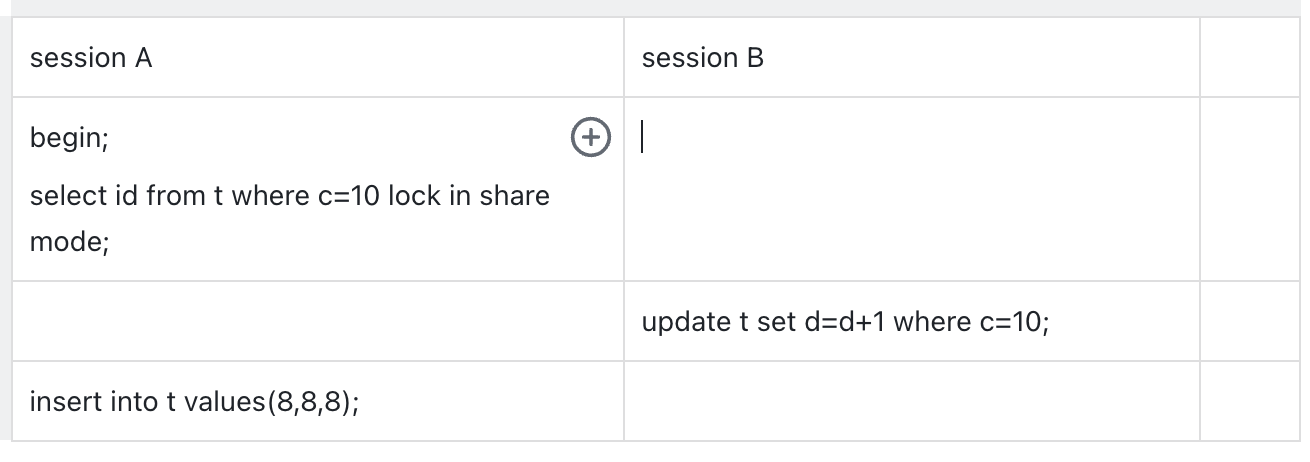 session A
session B
begin;
select id from t where c=10 lock in share
mode;
update t set d=d+1 where c=10;
insert into t values(8,8,8);